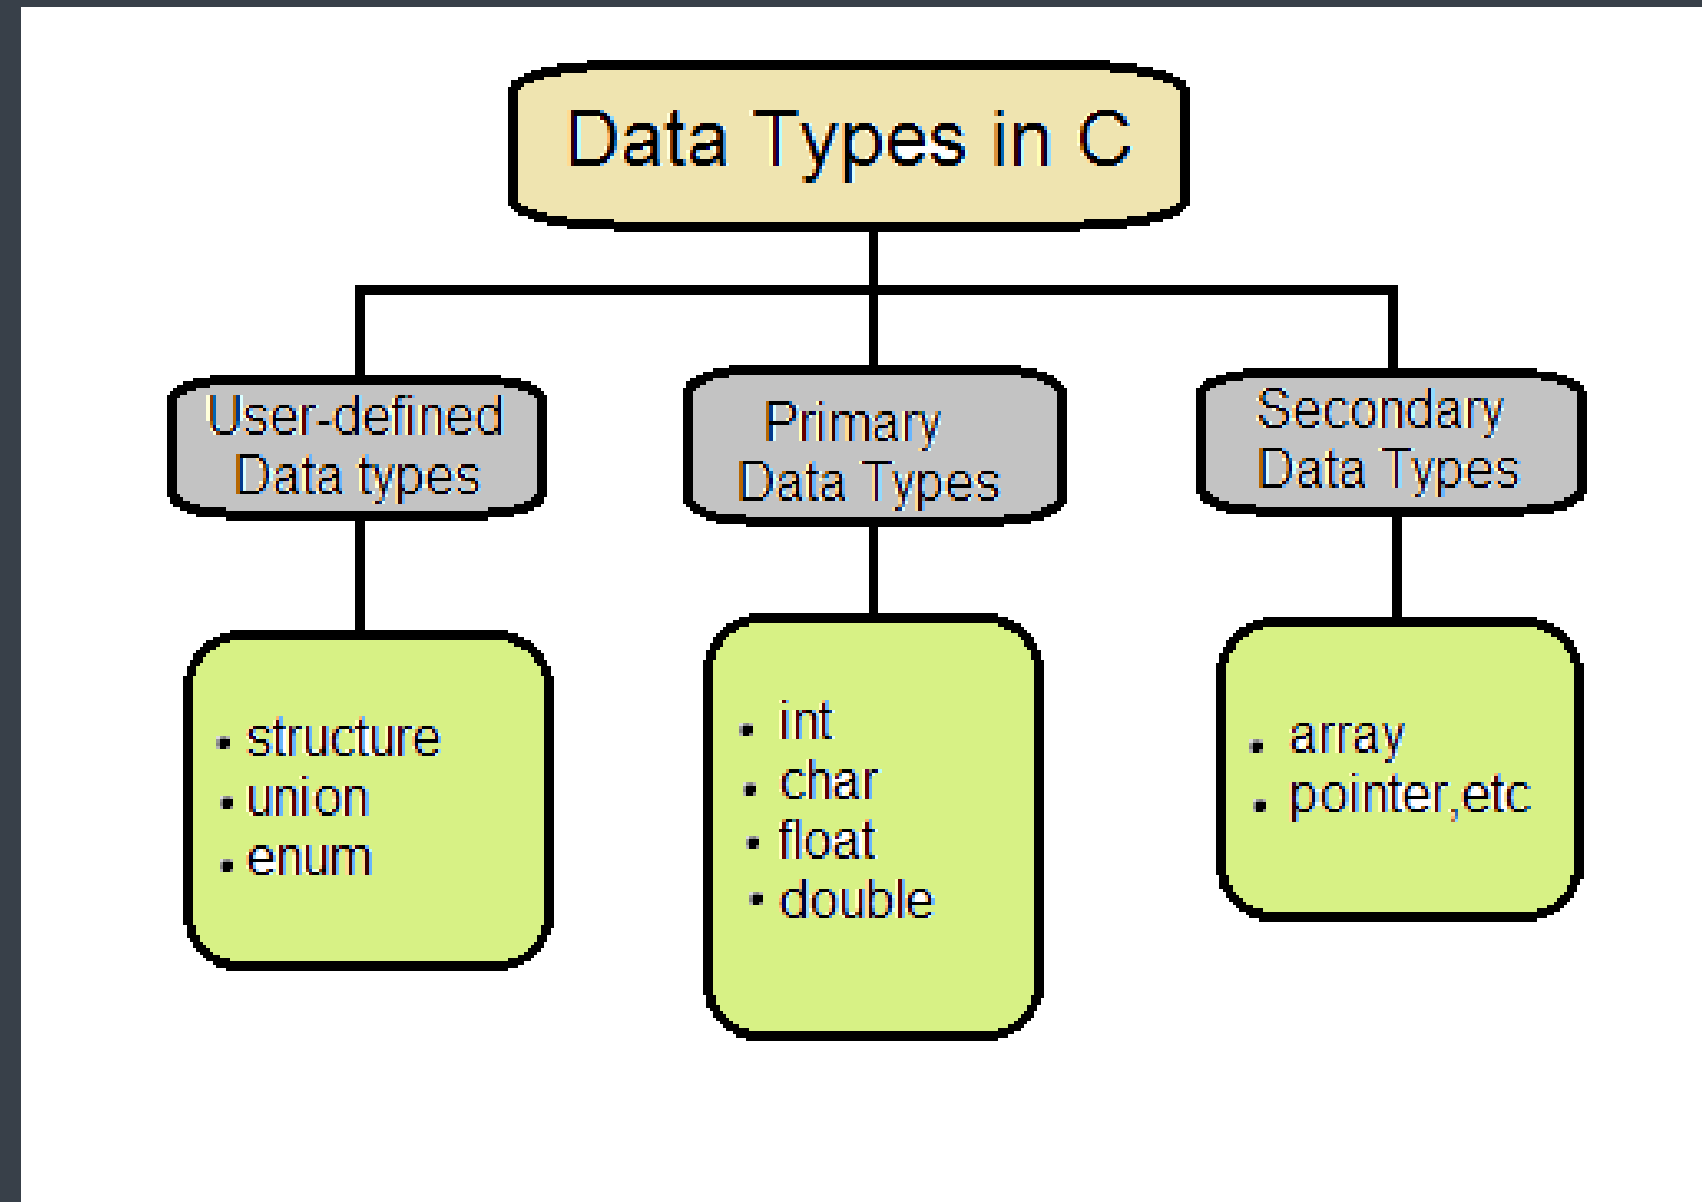 Data Types in C
User-defined
Data types
Primary
Data Types
Secondary
Data Types
• structure
• union
• enum
• int
• char
• float
• double
• array
• pointer,etc